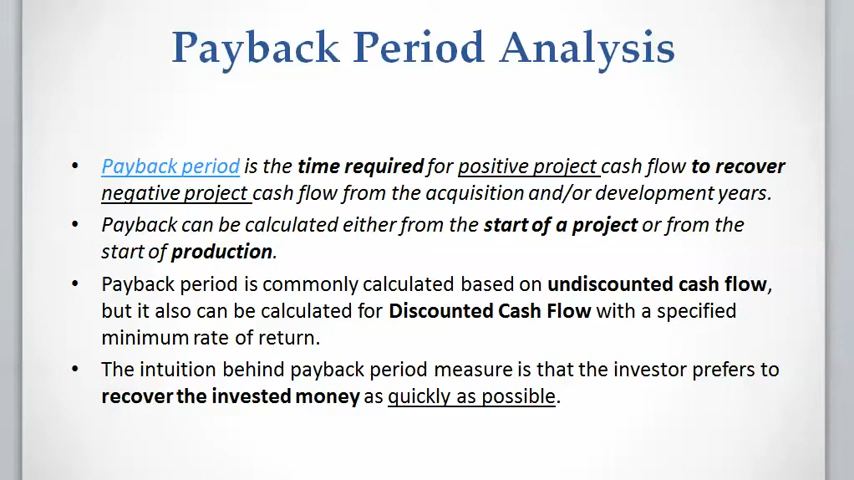 Payback Period Analysis
• Payback period is the time required for positive project cash flow to recover
negative project cash flow from the acquisition and/or development years.
• Payback can be calculated either from the start of a project or from the
start of production.
• Payback period is commonly calculated based on undiscounted cash flow,
but it also can be calculated for Discounted Cash Flow with a specified
minimum rate of return.
• The intuition behind payback period measure is that the investor prefers to
recover the invested money as quickly as possible.